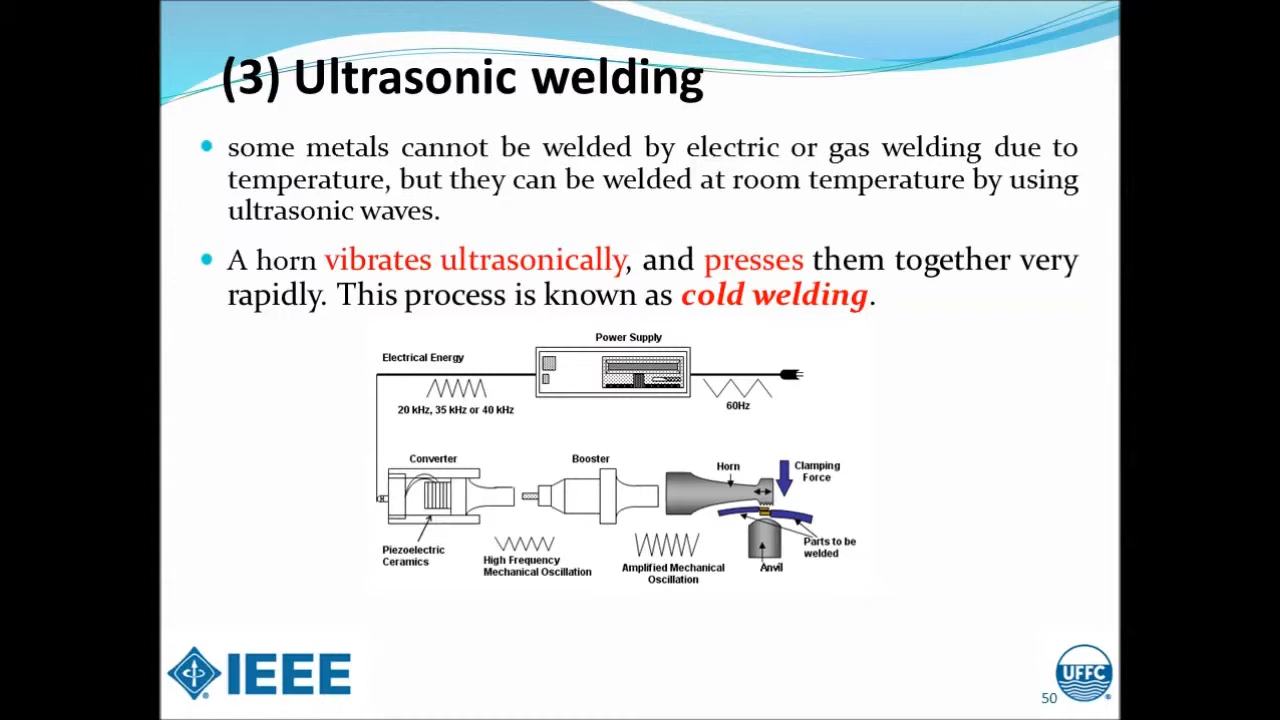 (3) Ultrasonic welding
some metals cannot be welded by electric or gas welding due to
temperature, but they can be welded at room temperature by using
ultrasonic waves.
A horn vibrates ultrasonically, and presses them together very
rapidly. This process is known as cold welding.
Power Supply
Electrical Energy
20 kHz, 35 kHz or 40 kHz
60Hz
Converter
Booster
Horn
Clamping
Force
Piezoelectric
Ceramics
High Frequency
Mechanical Oscillation
Amplified Mechanical
Oscillation
Anvil
Parts to be
welded
IEEE
UFFC
50